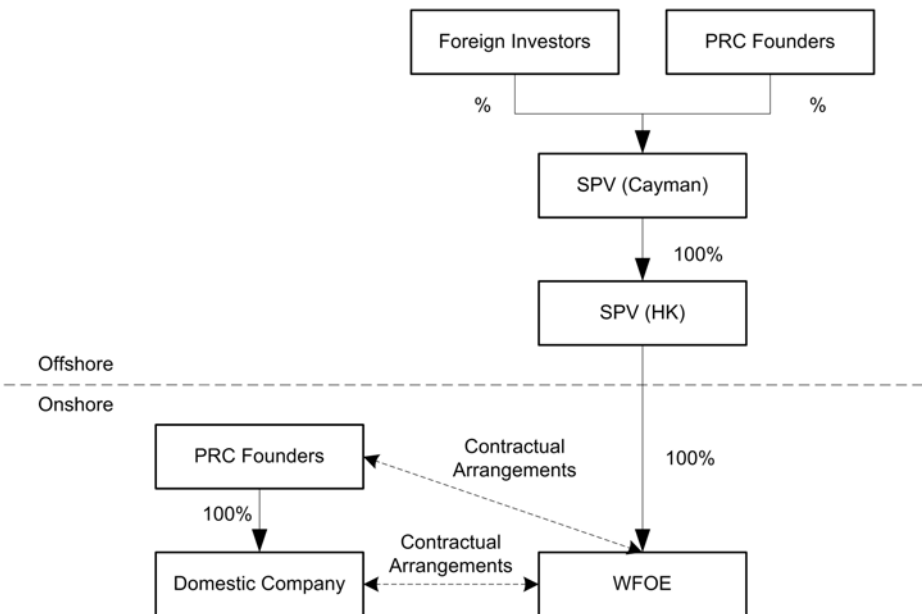 Foreign Investors
PRC Founders
%
%
SPV (Cayman)
100%
SPV (HK)
Offshore
Onshore
PRC Founders
Contractual
Arrangements
100%
100%
Contractual
Arrangements
Domestic Company
WFOE